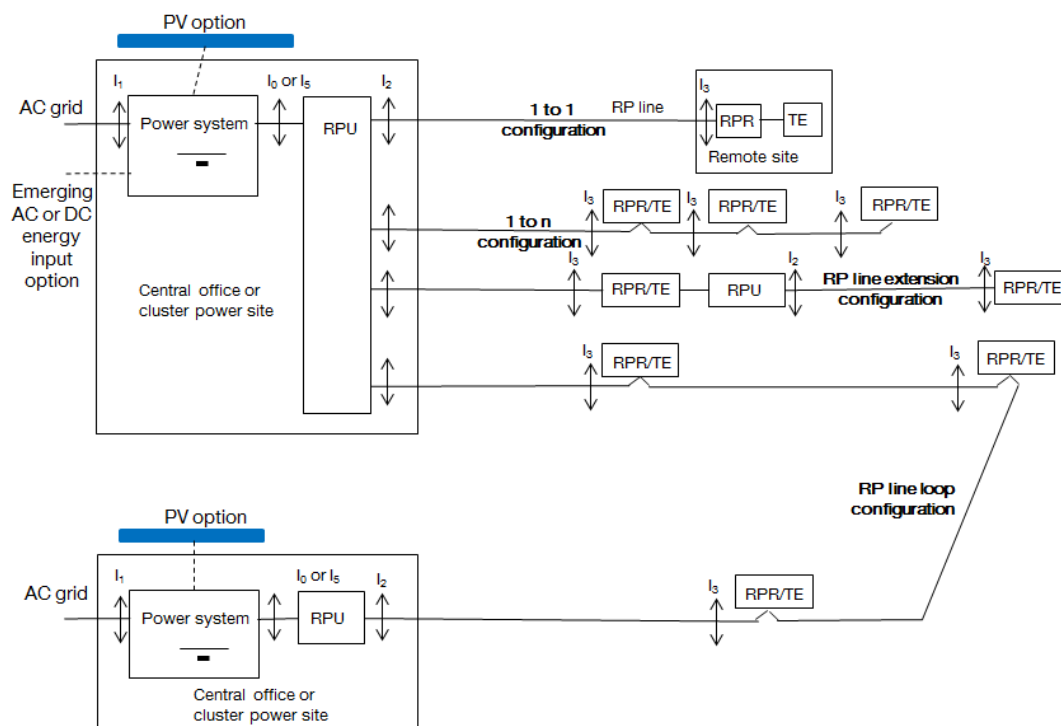 PV option
I1
I0 or I5
I2
AC grid
Power system
RPU
1 to 1
configuration
RP line
I3
RPR
TE
Remote site
Emerging
AC or DC
energy
input
option
Central office or
cluster power site
1 to n
configuration
I3
RPR/TE
I3
RPR/TE
I3
RPR/TE
I3
RPR/TE
RPU
I2
RP line extension
configuration
I3
RPR/TE
I3
RPR/TE
I3
RPR/TE
RP line loop
configuration
PV option
I1
I0 or I5
I2
AC grid
Power system
RPU
I3
RPR/TE
Central office or
cluster power site